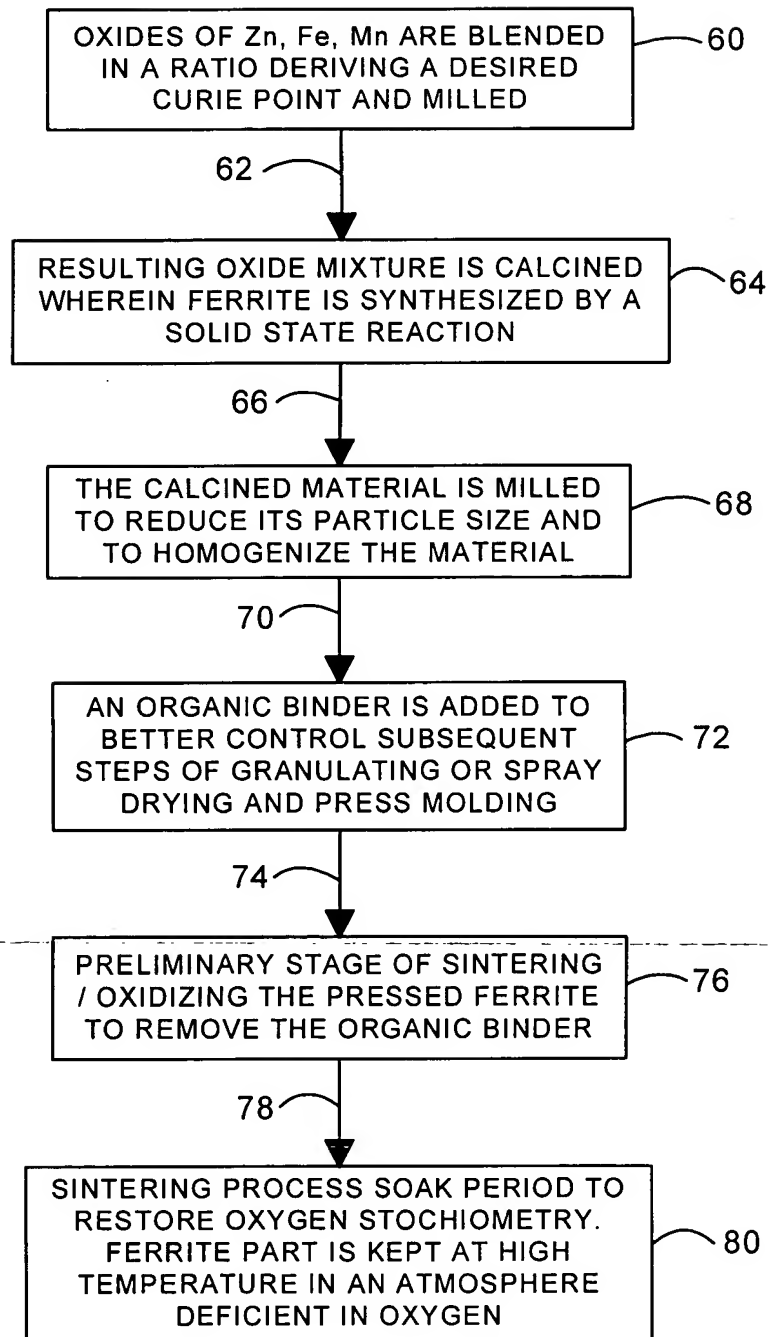 OXIDES OF Zn, Fe, Mn ARE BLENDED
IN A RATIO DERIVING A DESIRED
CURIE POINT AND MILLED
60
62
RESULTING OXIDE MIXTURE IS CALCINED
WHEREIN FERRITE IS SYNTHESIZED BY A
SOLID STATE REACTION
64
66
THE CALCINED MATERIAL IS MILLED
TO REDUCE ITS PARTICLE SIZE AND
TO HOMOGENIZE THE MATERIAL
68
70
AN ORGANIC BINDER IS ADDED TO
BETTER CONTROL SUBSEQUENT
STEPS OF GRANULATING OR SPRAY
DRYING AND PRESS MOLDING
72
74
PRELIMINARY STAGE OF SINTERING
/ OXIDIZING THE PRESSED FERRITE
TO REMOVE THE ORGANIC BINDER
76
78
SINTERING PROCESS SOAK PERIOD TO
RESTORE OXYGEN STOCHIOMETRY.
FERRITE PART IS KEPT AT HIGH
TEMPERATURE IN AN ATMOSPHERE
DEFICIENT IN OXYGEN
80